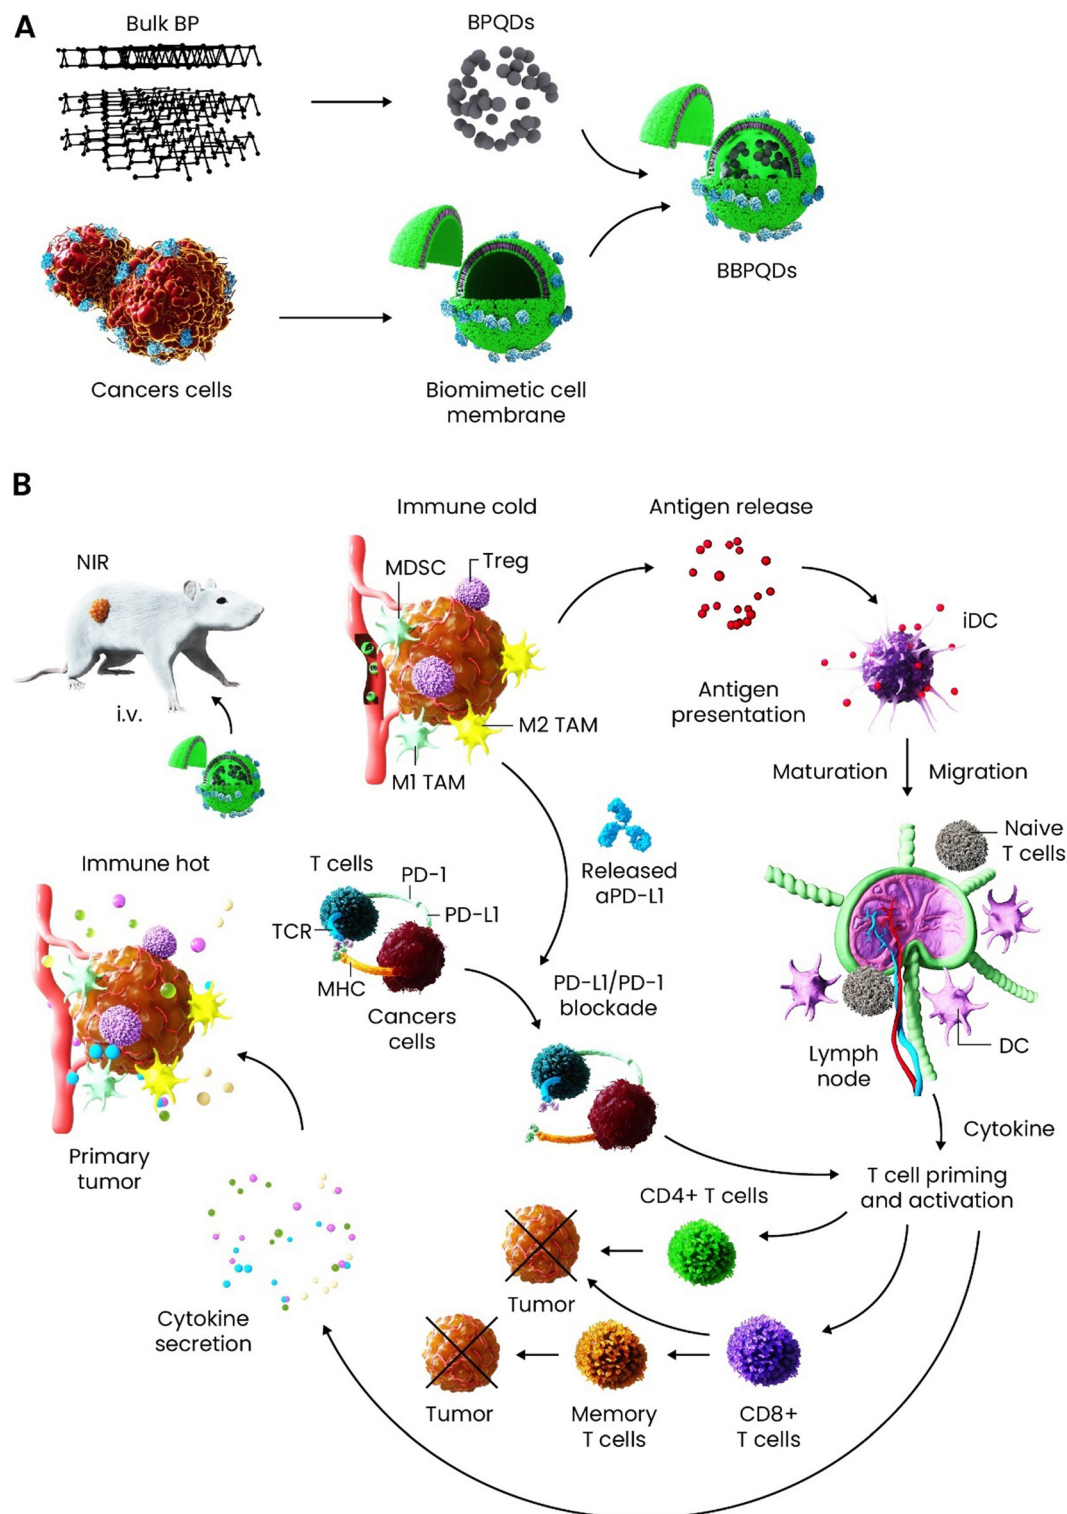 A
Bulk BP
BPQDs
BBPQDs
Cancers cells
Biomimetic cell
membrane
B
Immune cold
Antigen release
NIR
MDSC
Treg
iDC
Antigen
presentation
i.v.
M2 TAM
M1 TAM
Maturation
Migration
Naive
T cells
Immune hot
T cells
PD-1
Released
aPD-L1
PD-L1
TCR
MHC
PD-L1/PD-1
blockade
Cancers
cells
Lymph
node
DC
Cytokine
Primary
tumor
T cell priming
and activation
CD4+ T cells
Tumor
Cytokine
secretion
Tumor
Memory
T cells
CD8+
T cells